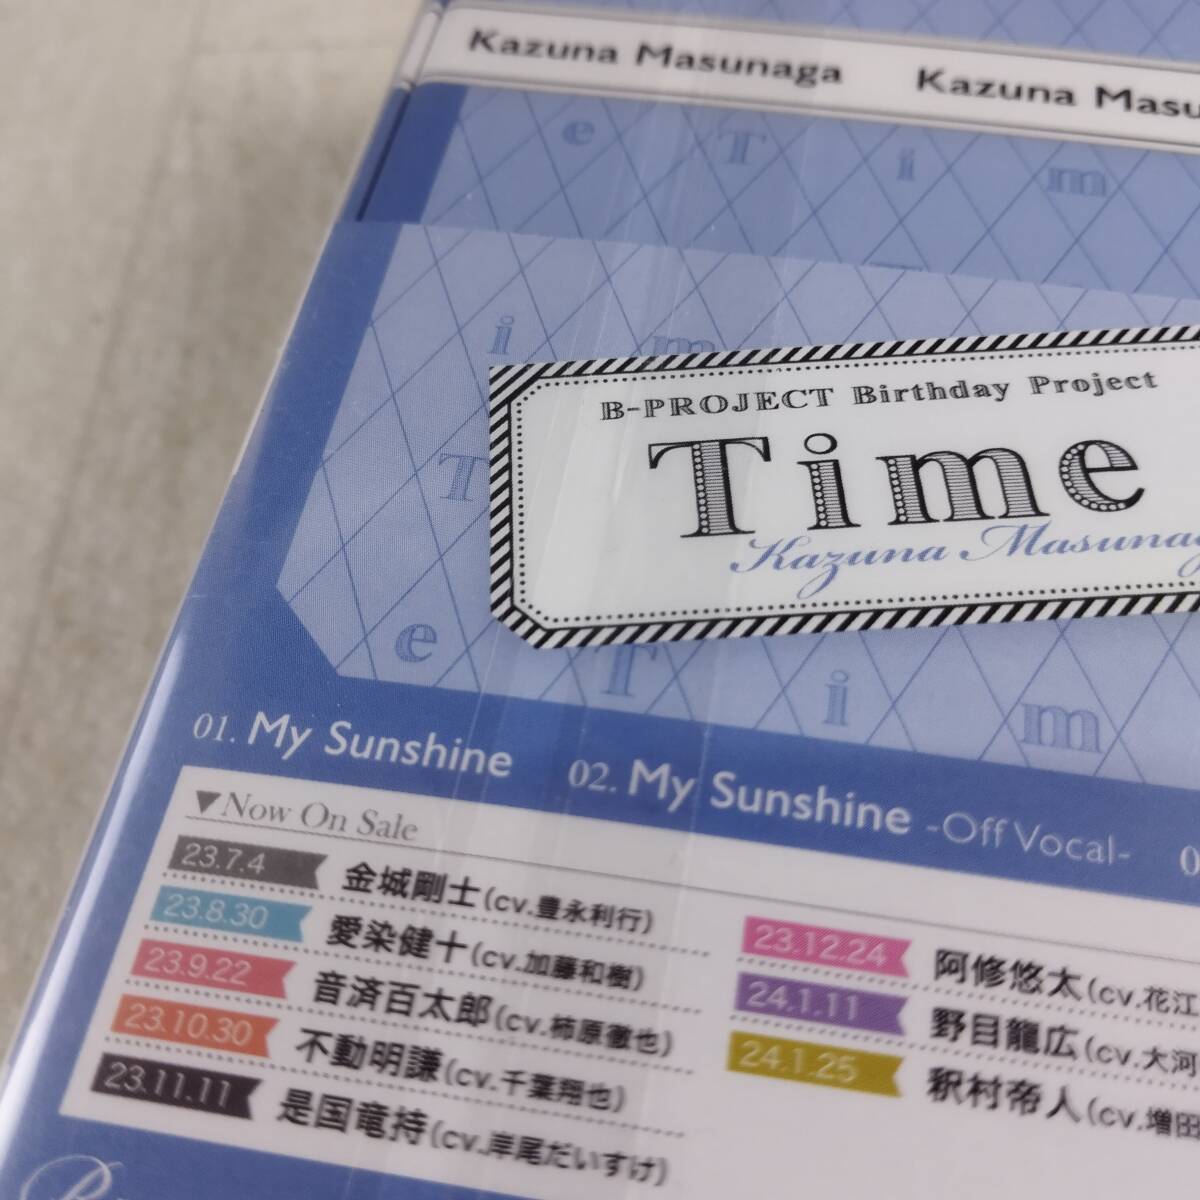 Kazuna Masunaga Kazuna Masu
e T i m
i m
B-PROJECT Birthday Project
Time
Kazuna Masunag
T
e T i m
01. My Sunshine 02. My Sunshine -Off Vocal- 0
▼Now On Sale
23.7.4 金城剛士(cv.豊永利行)
23.8.30 愛染健十(cv.加藤和樹)
23.9.22 音済百太郎(cv.柿原徹也)
23.10.30 不動明謙(cv.千葉翔也)
23.11.11 是国竜持(cv.岸尾だいすけ)
23.12.24 阿修悠太(cv.花江
24.1.11 野目龍広(cv.大河
24.1.25 釈村帝人(cv.増田